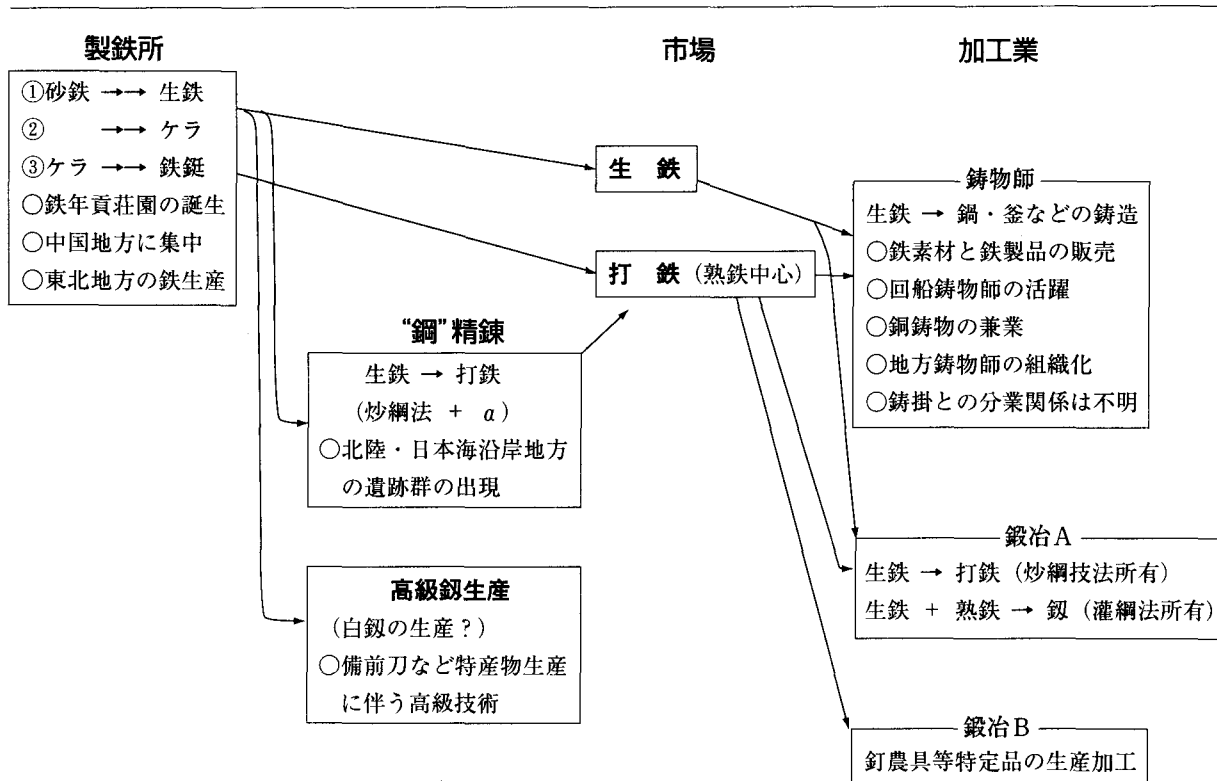 製鉄所
①砂鉄 →→ 生鉄
② →→ ケラ
③ケラ →→ 鉄鋌
○鉄年貢荘園の誕生
○中国地方に集中
○東北地方の鉄生産
“鋼”精錬
生鉄 → 打鉄
(炒綱法 + α)
○北陸・日本海沿岸地方
の遺跡群の出現
高級釼生産
(白釼の生産?)
○備前刀など特産物生産
に伴う高級技術
市場
生鉄
打鉄(熟鉄中心)
加工業
鋳物師
生鉄 → 鍋・釜などの鋳造
○鉄素材と鉄製品の販売
○回船鋳物師の活躍
○銅鋳物の兼業
○地方鋳物師の組織化
○鋳掛との分業関係は不明
鍛冶A
生鉄 → 打鉄(炒綱技法所有)
生鉄 + 熟鉄 → 釼(灌綱法所有)
鍛冶B
釘農具等特定品の生産加工